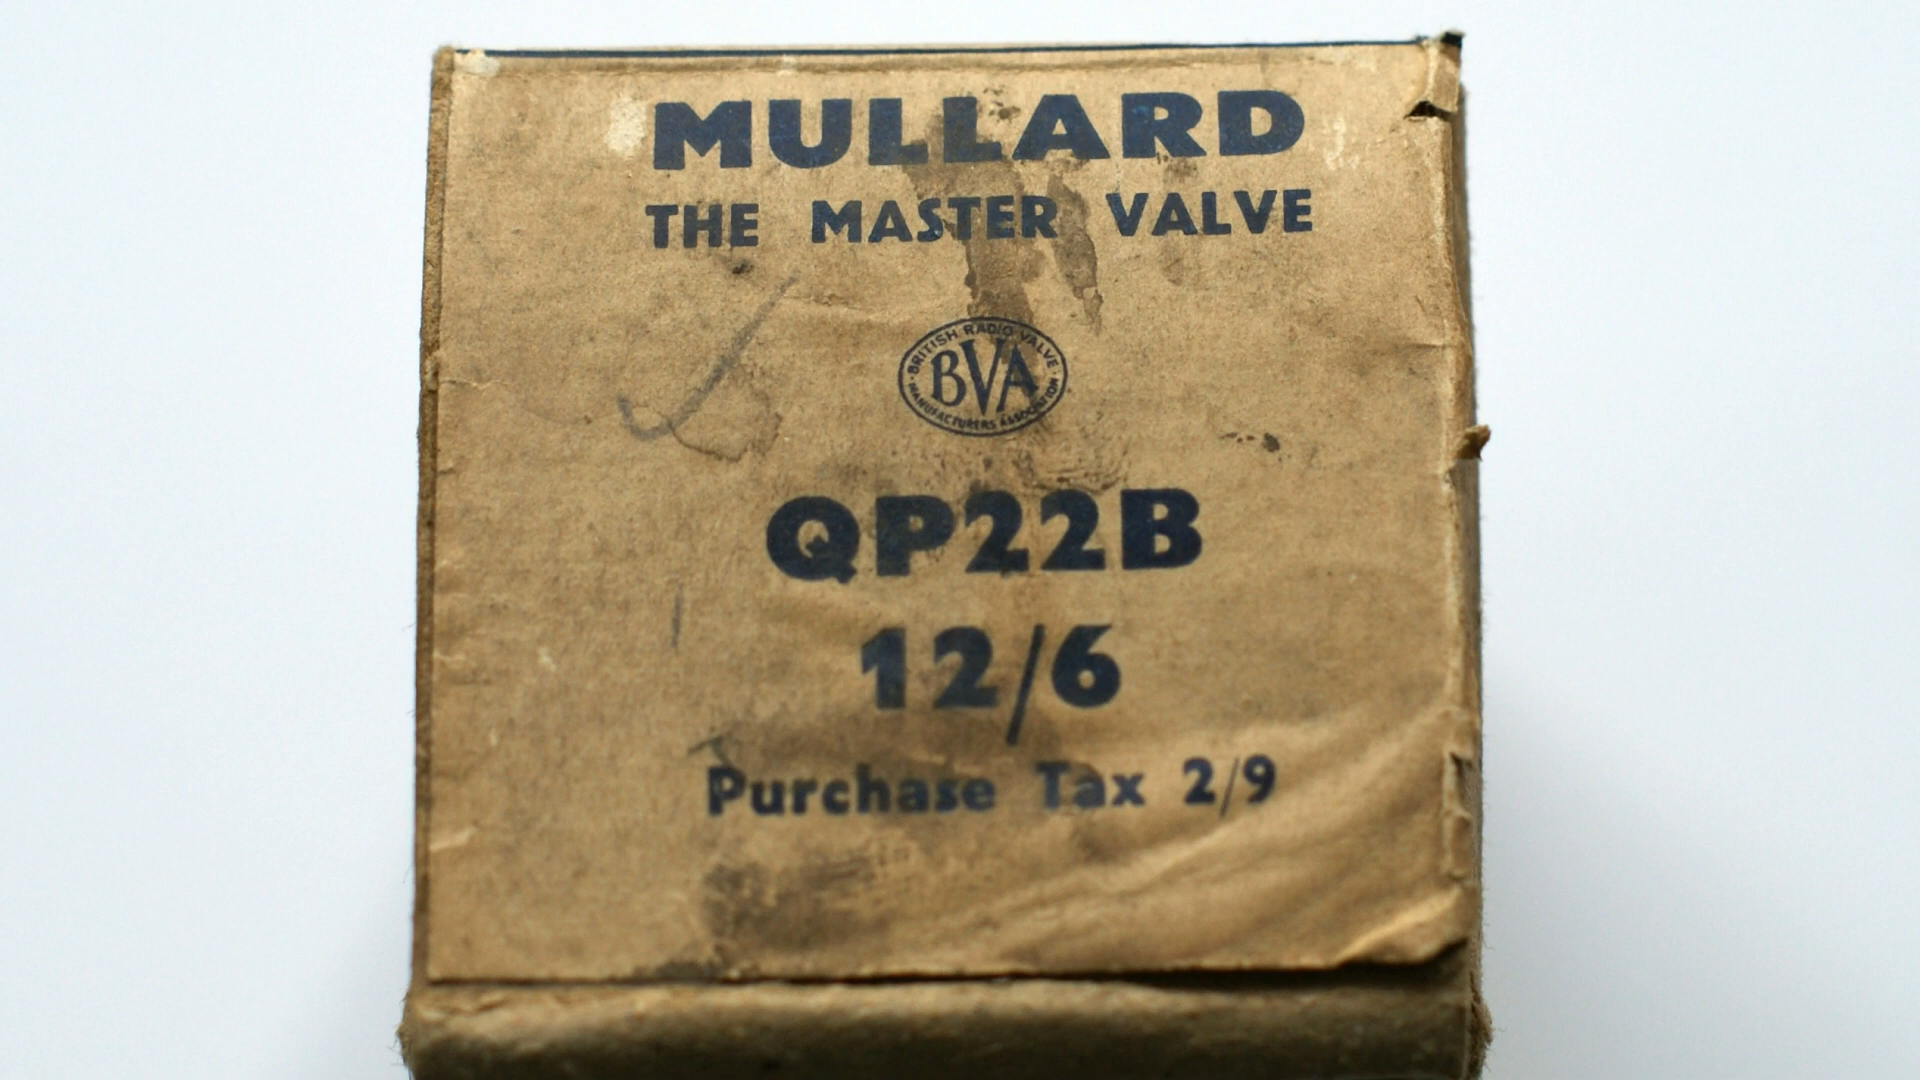 MULLARD
THE MASTER VALVE
BRITISH RADIO VALVE
BVA
MANUFACTURERS ASSOCIATION
QP22B
12/6
Purchase Tax 2/9